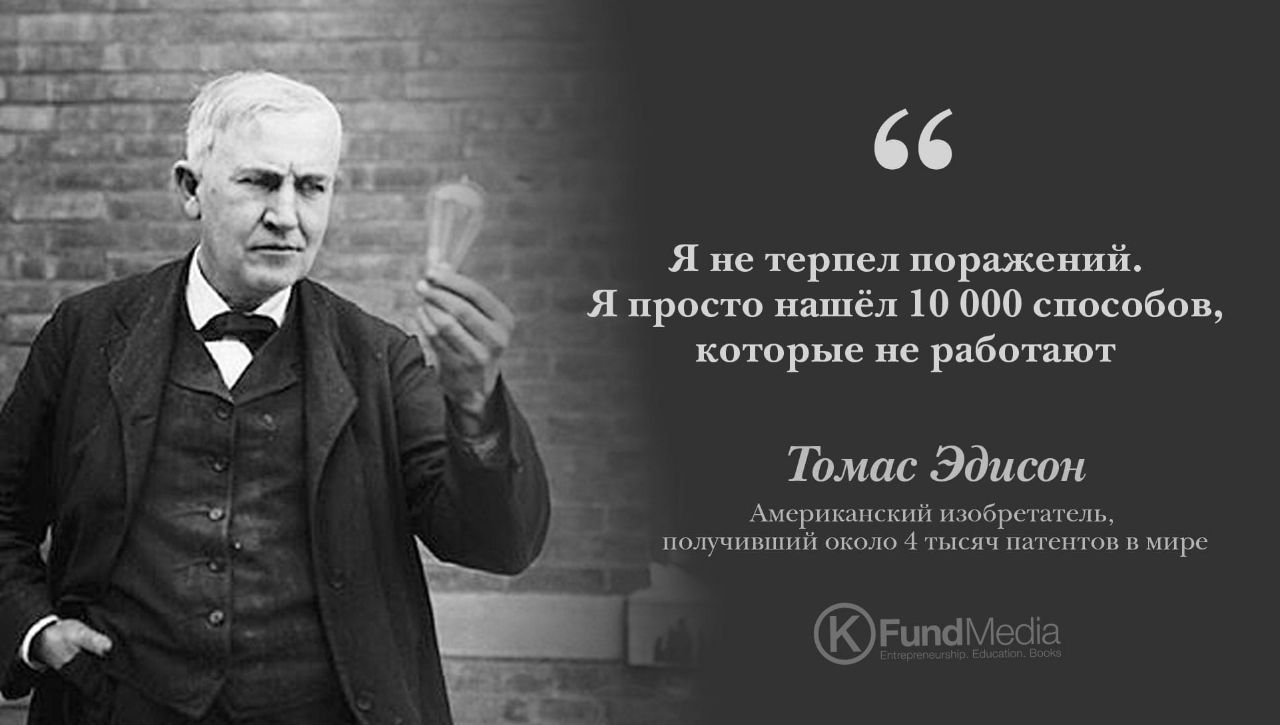 “
Я не терпел поражений.
Я просто нашёл 10 000 способов,
которые не работают
Томас Эдисон
Американский изобретатель,
получивший около 4 тысяч патентов в мире
K FundMedia
Entrepreneurship. Education. Books